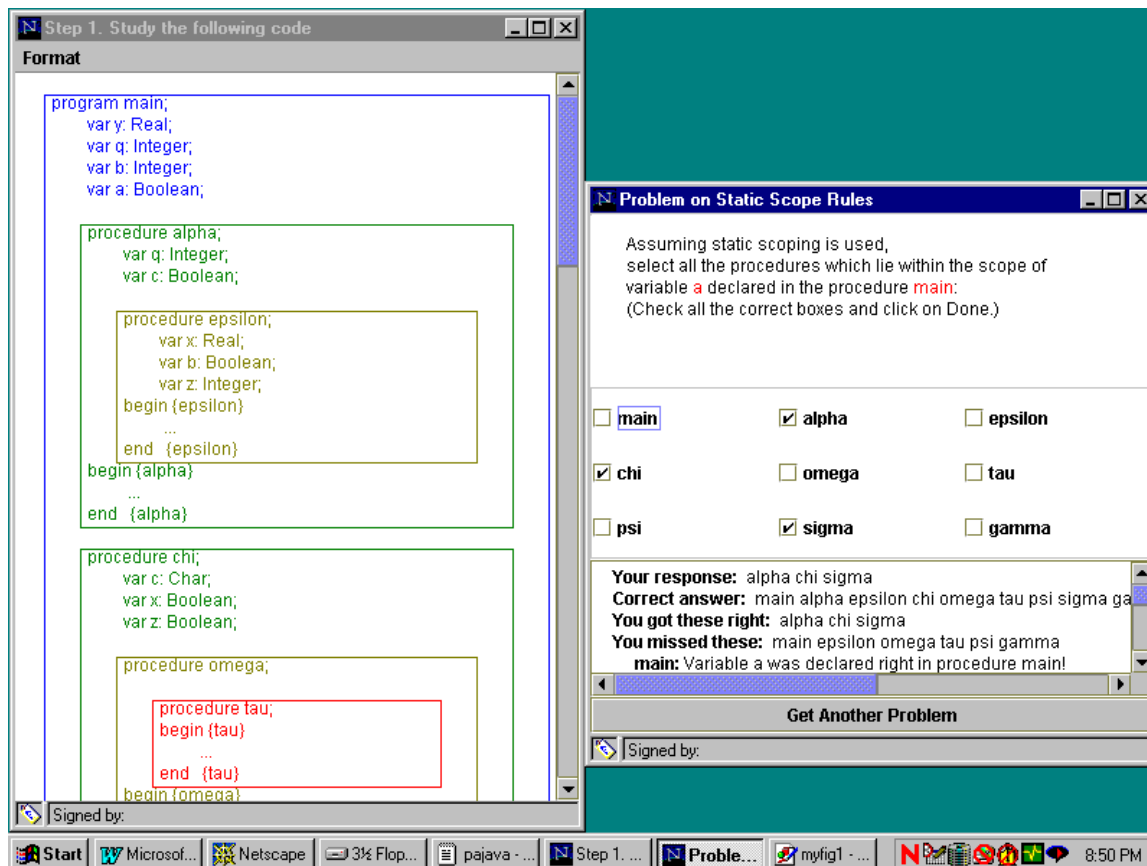 Step 1. Study the following code
Format
program main;
var y: Real;
var q: Integer;
var b: Integer;
var a: Boolean;
procedure alpha;
var q: Integer;
var c: Boolean;
procedure epsilon;
var x: Real;
var b: Boolean;
var z: Integer;
begin {epsilon}
...
end {epsilon}
begin {alpha}
...
end {alpha}
procedure chi;
var c: Char;
var x: Boolean;
var z: Boolean;
procedure omega;
procedure tau;
begin {tau}
...
end {tau}
begin {omega}
Signed by:
Problem on Static Scope Rules
Assuming static scoping is used,
select all the procedures which lie within the scope of
variable a declared in the procedure main:
(Check all the correct boxes and click on Done.)
main alpha epsilon
chi omega tau
psi sigma gamma
Your response: alpha chi sigma
Correct answer: main alpha epsilon chi omega tau psi sigma ga
You got these right: alpha chi sigma
You missed these: main epsilon omega tau psi gamma
main: Variable a was declared right in procedure main!
Get Another Problem
Signed by:
Start Microsof... Netscape 3½ Flop... pajava - ... Step 1. ... Proble... myfig1 - ... 8:50 PM